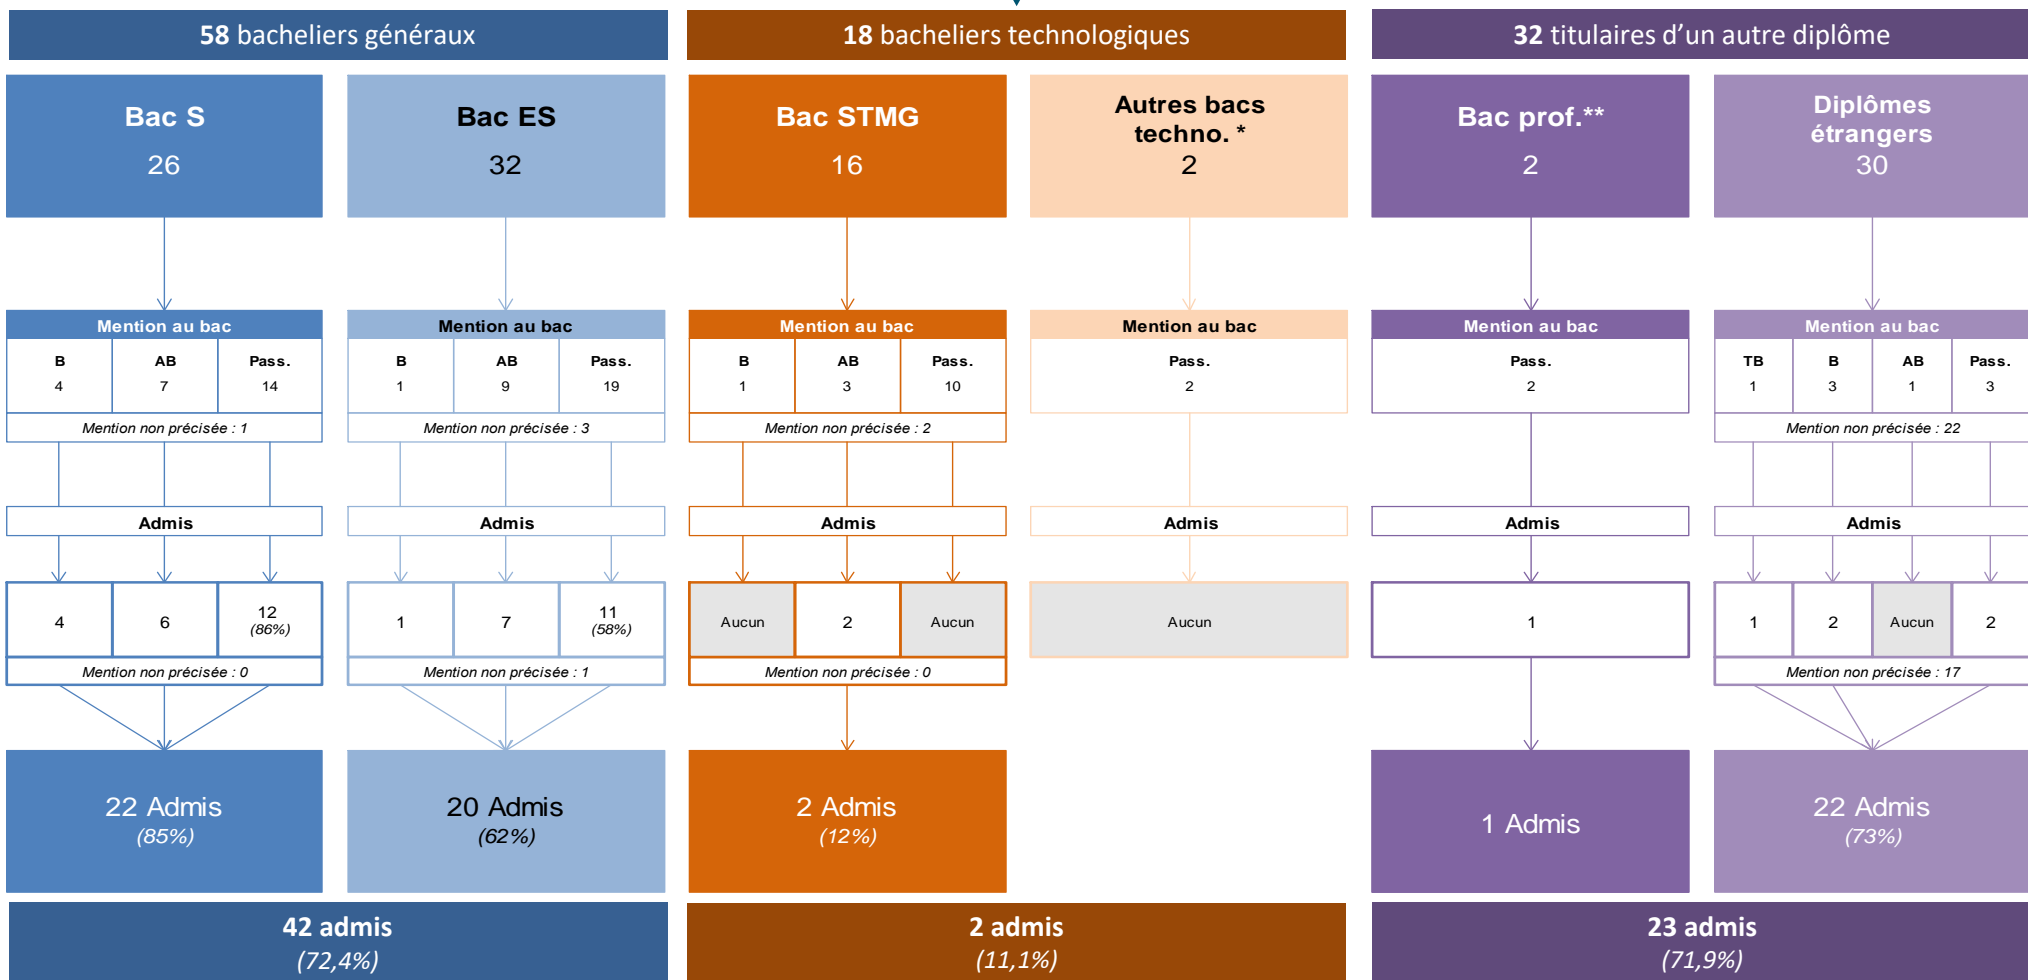 58 bacheliers généraux
18 bacheliers technologiques
32 titulaires d'un autre diplôme
Bac S
26
Bac ES
32
Bac STMG
16
Autres bacs
techno. *
2
Bac prof.**
2
Diplômes
étrangers
30
Mention au bac
B AB Pass.
4 7 14
Mention non précisée : 1
Mention au bac
B AB Pass.
1 9 19
Mention non précisée : 3
Mention au bac
B AB Pass.
1 3 10
Mention non précisée : 2
Mention au bac
Pass.
2
Mention au bac
Pass.
2
Mention au bac
TB B AB Pass.
1 3 1 3
Mention non précisée : 22
Admis
Admis
Admis
Admis
Admis
Admis
4 6 12
(86%)
Mention non précisée : 0
1 7 11
(58%)
Mention non précisée : 1
Aucun 2 Aucun
Mention non précisée : 0
Aucun
1
1 2 Aucun 2
Mention non précisée : 17
22 Admis
(85%)
20 Admis
(62%)
2 Admis
(12%)
1 Admis
22 Admis
(73%)
42 admis
(72,4%)
2 admis
(11,1%)
23 admis
(71,9%)